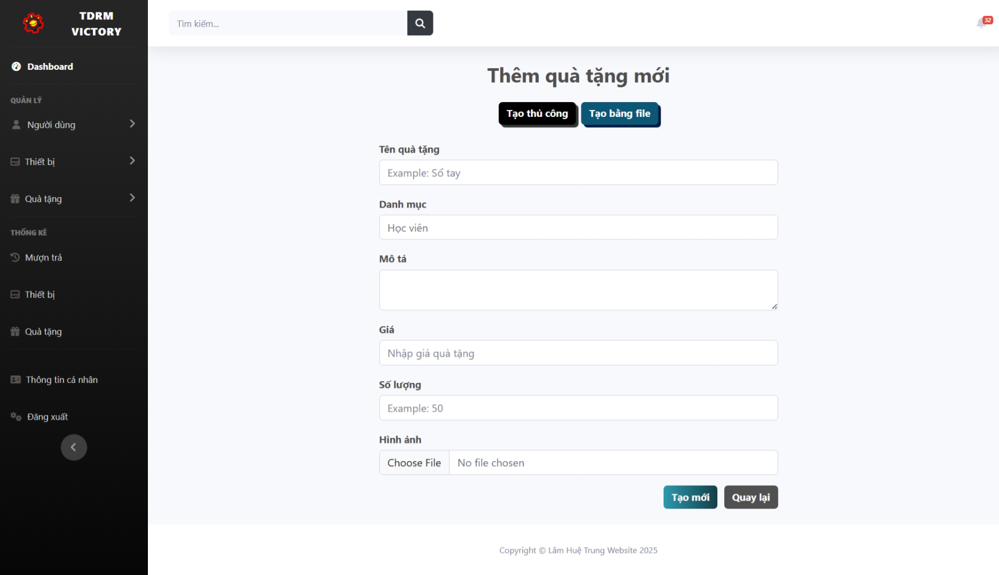 TDRM
VICTORY
Dashboard
QUẢN LÝ
Người dùng
Thiết bị
Quà tặng
THỐNG KÊ
Mượn trả
Thiết bị
Quà tặng
Thông tin cá nhân
Đăng xuất
Tìm kiếm...
32
Thêm quà tặng mới
Tạo thủ công
Tạo bằng file
Tên quà tặng
Example: Sổ tay
Danh mục
Học viên
Mô tả
Giá
Nhập giá quà tặng
Số lượng
Example: 50
Hình ảnh
Choose File No file chosen
Tạo mới
Quay lại
Copyright © Lâm Huệ Trung Website 2025